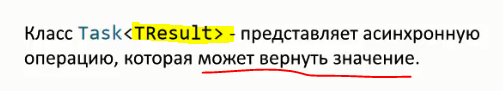 Класс Task<TResult> - представляет асинхронную
операцию, которая может вернуть значение.